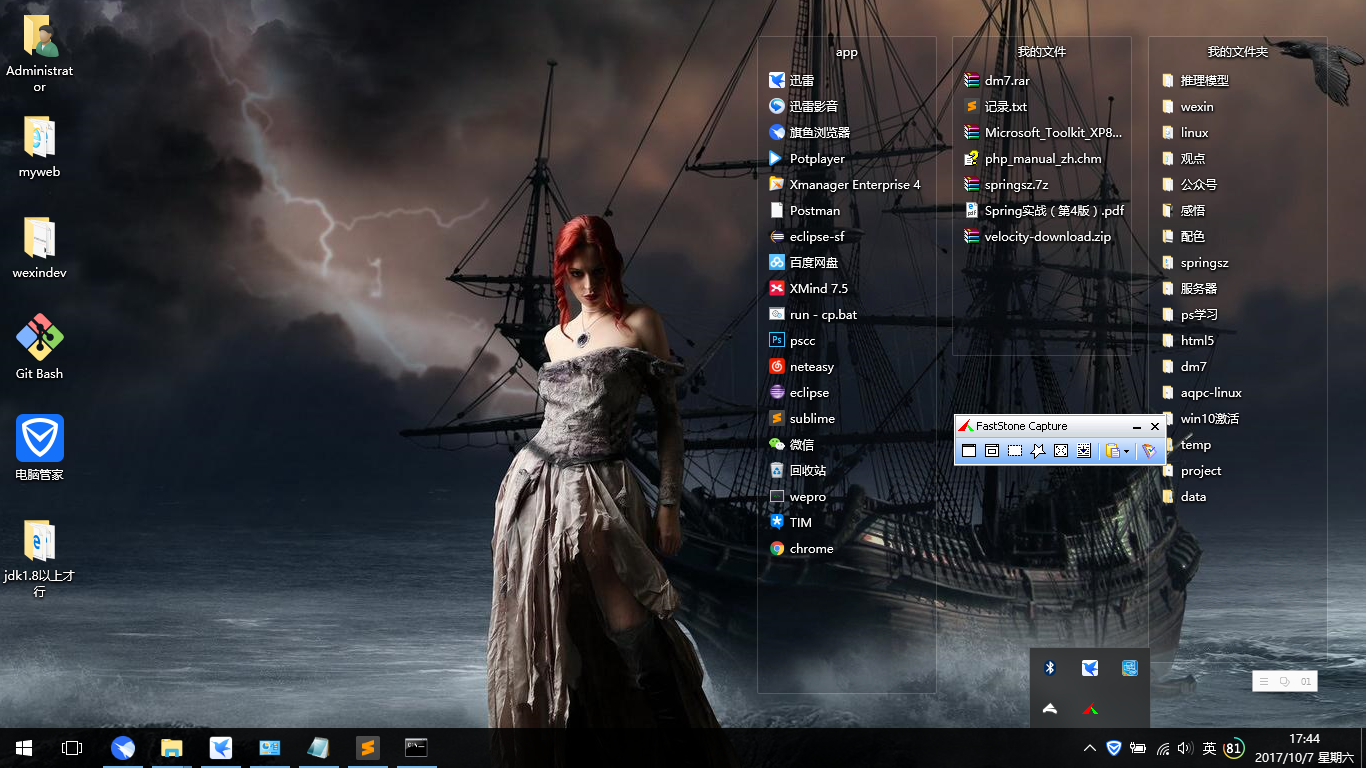 Administrat
or
myweb
wexindev
Git Bash
电脑管家
jdk1.8以上才
行
app
迅雷
迅雷影音
旗鱼浏览器
Potplayer
Xmanager Enterprise 4
Postman
eclipse-sf
百度网盘
XMind 7.5
run - cp.bat
Ps
pscc
neteasy
eclipse
sublime
微信
回收站
wepro
TIM
chrome
我的文件
dm7.rar
记录.txt
Microsoft_Toolkit_XP8...
php_manual_zh.chm
springsz.7z
Spring实战（第4版）.pdf
velocity-download.zip
我的文件夹
推理模型
wexin
linux
观点
公众号
感悟
配色
springsz
服务器
ps学习
html5
dm7
aqpc-linux
win10激活
temp
project
data
FastStone Capture
01
英
81
17:44
2017/10/7 星期六